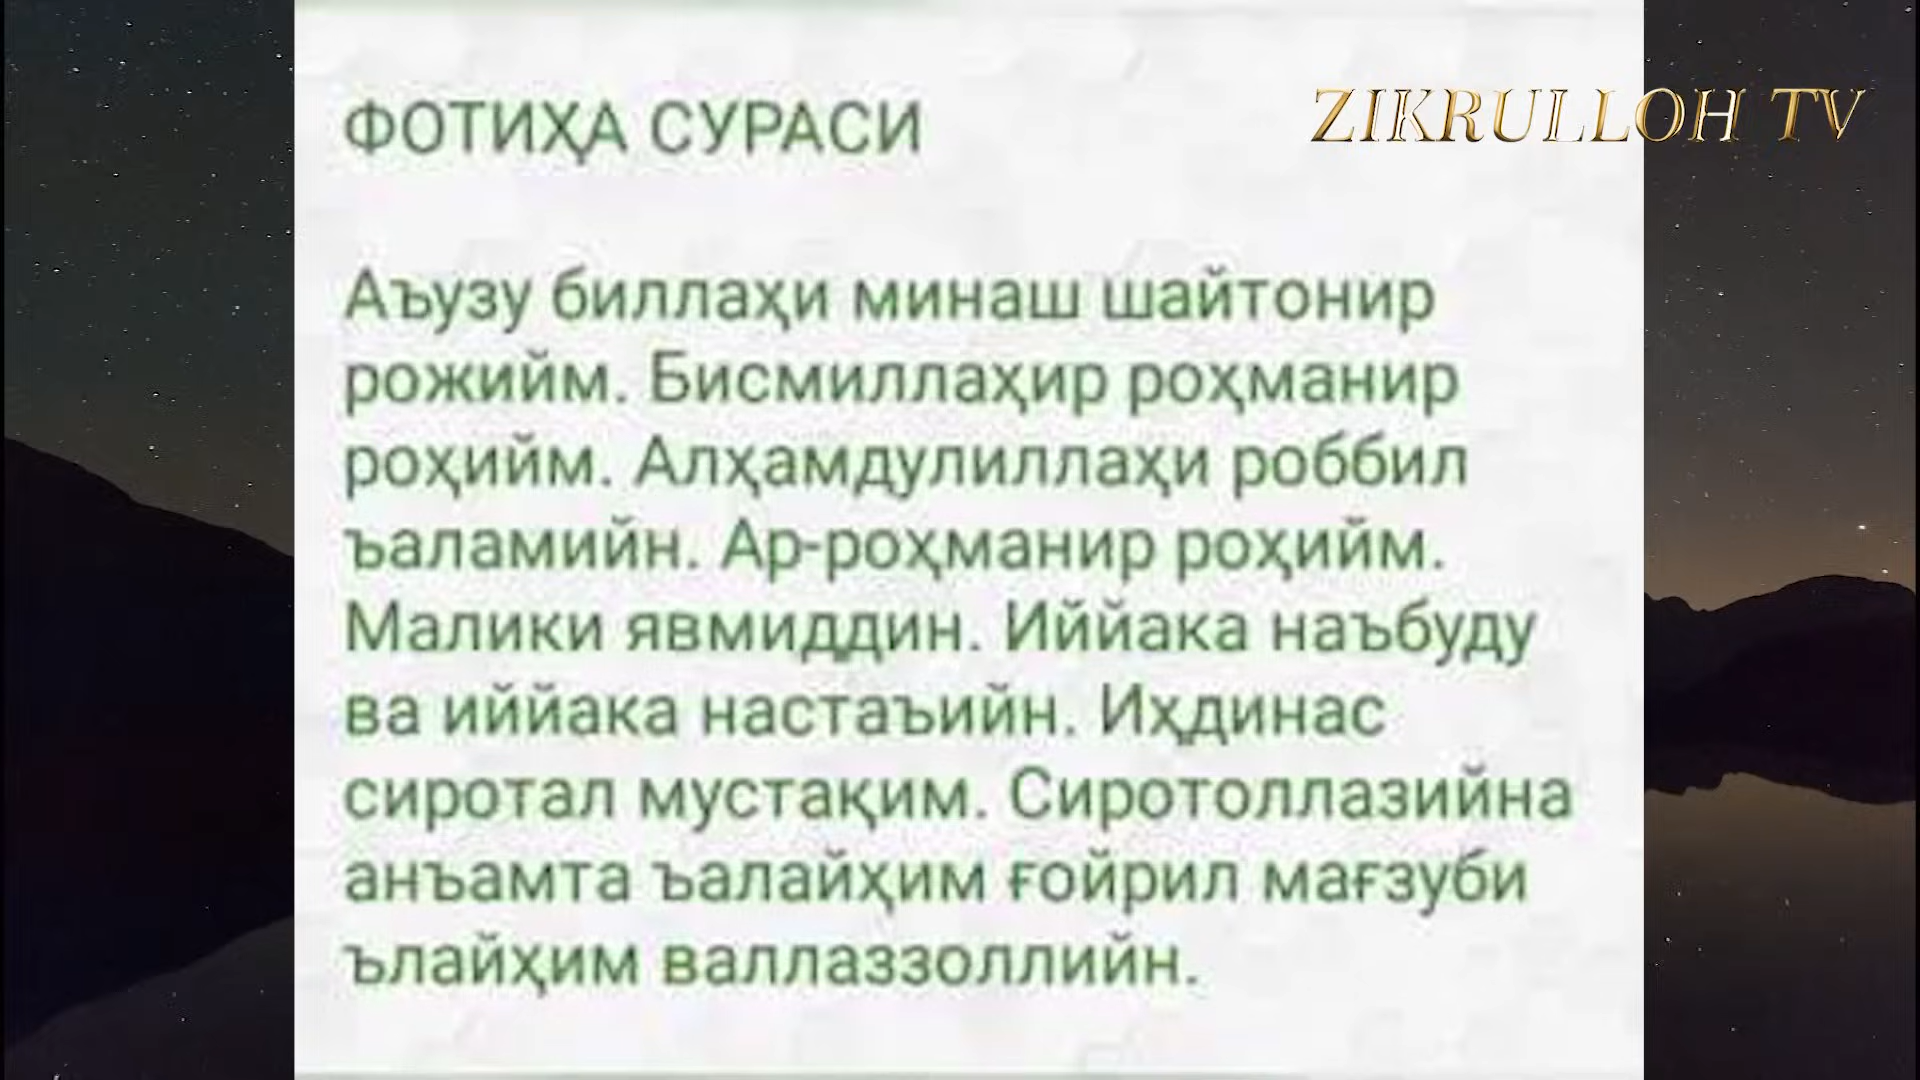 ZIKRULLOH TV
ФОТИҲА СУРАСИ
Аъузу биллаҳи минаш шайтонир
рожийм. Бисмиллаҳир роҳманир
роҳийм. Алҳамдулиллаҳи роббил
ъаламийн. Ар-роҳманир роҳийм.
Малики явмиддин. Иййака наъбуду
ва иййака настаъийн. Иҳдинас
сиротал мустақим. Сиротоллазийна
анъамта ъалайҳим ғойрил мағзуби
ълайҳим валлаззоллийн.